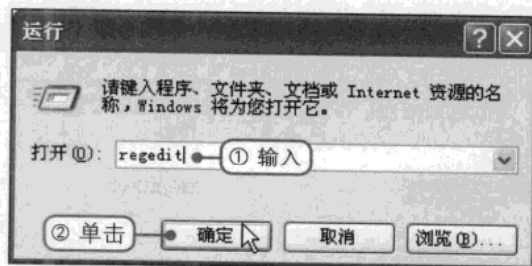 运行
请键入程序、文件夹、文档或 Internet 资源的名
称，Windows 将为您打开它。
打开(O)： regedit ① 输入
② 单击 确定 取消 浏览(B)...